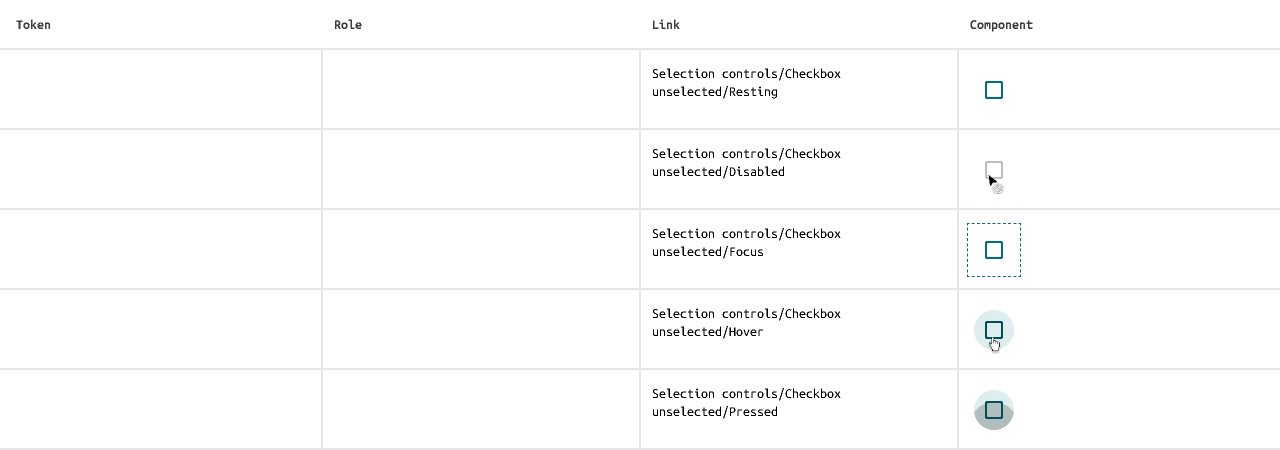 Token Role Link Component
Selection controls/Checkbox
unselected/Resting
Selection controls/Checkbox
unselected/Disabled
Selection controls/Checkbox
unselected/Focus
Selection controls/Checkbox
unselected/Hover
Selection controls/Checkbox
unselected/Pressed